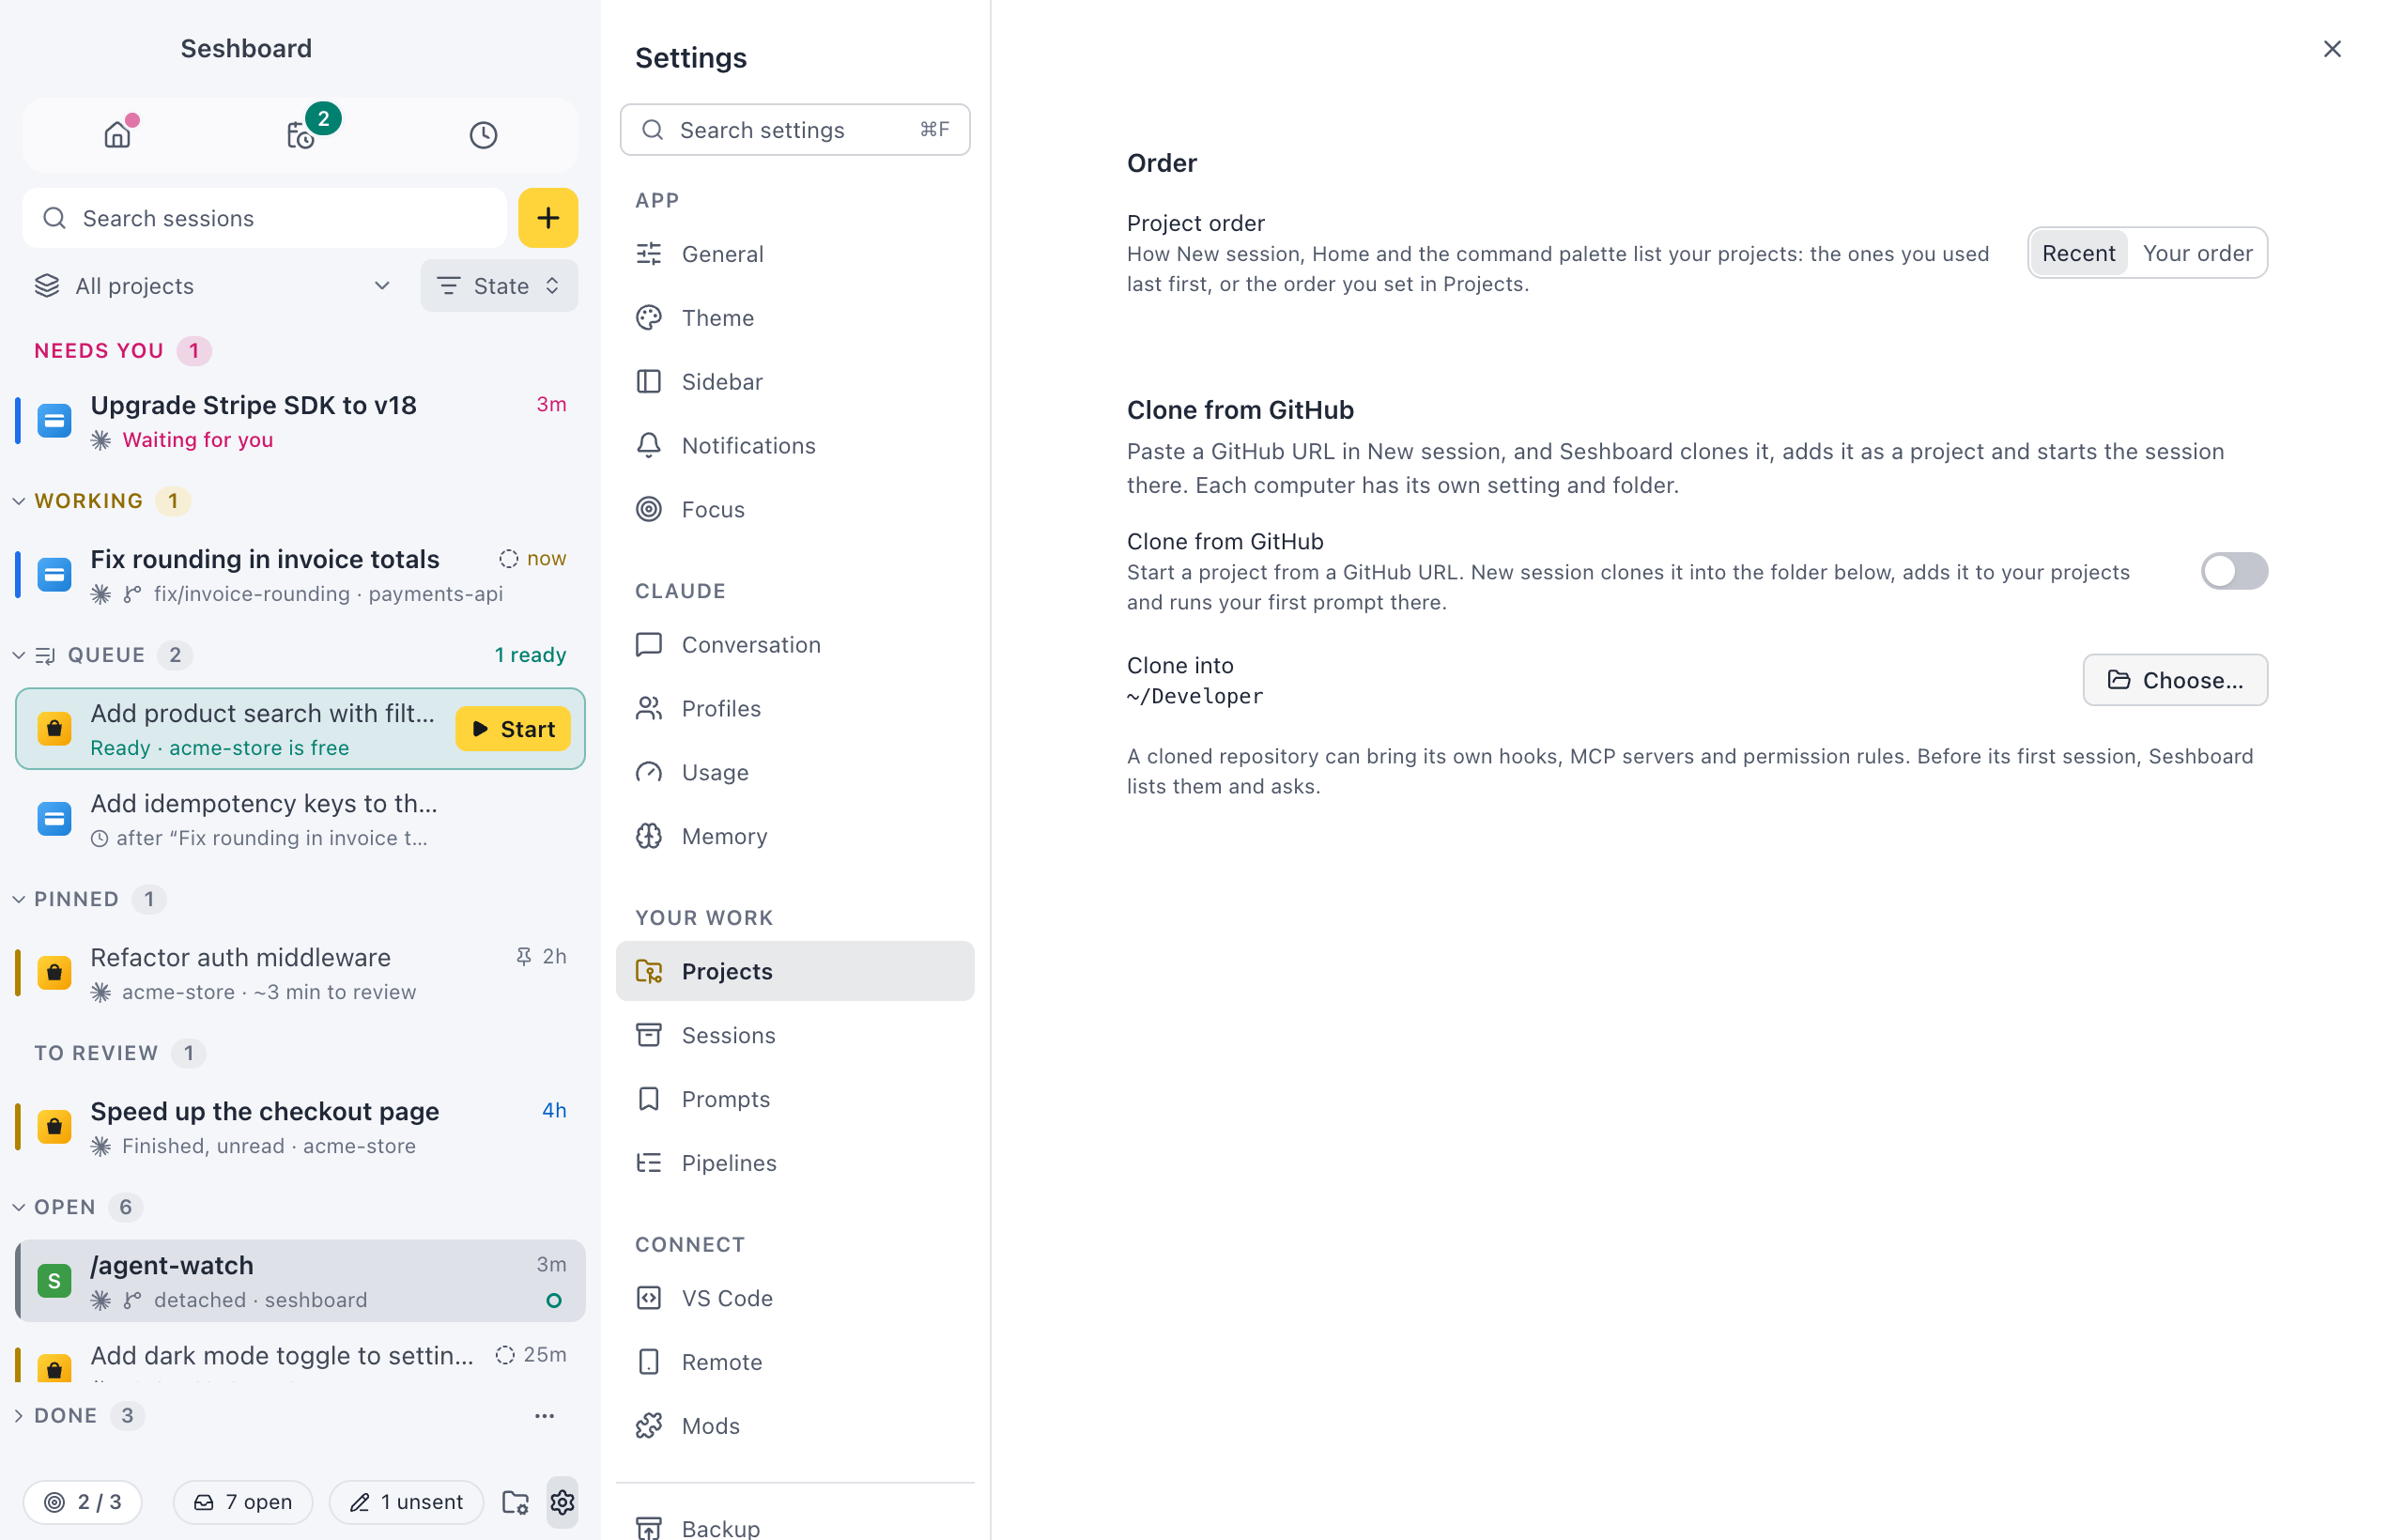 Seshboard
2
Search sessions
All projects
State
NEEDS YOU 1
Upgrade Stripe SDK to v18 3m
Waiting for you
WORKING 1
Fix rounding in invoice totals now
fix/invoice-rounding · payments-api
QUEUE 2 1 ready
Add product search with filt...
Ready · acme-store is free
Start
Add idempotency keys to th...
after “Fix rounding in invoice t...
PINNED 1
Refactor auth middleware 2h
acme-store · ~3 min to review
TO REVIEW 1
Speed up the checkout page 4h
Finished, unread · acme-store
OPEN 6
S
/agent-watch 3m
detached · seshboard
Add dark mode toggle to settin... 25m
DONE 3
2 / 3
7 open
1 unsent
Settings
Search settings ⌘F
APP
General
Theme
Sidebar
Notifications
Focus
CLAUDE
Conversation
Profiles
Usage
Memory
YOUR WORK
Projects
Sessions
Prompts
Pipelines
CONNECT
VS Code
Remote
Mods
Backup
Order
Project order
How New session, Home and the command palette list your projects: the ones you used
last first, or the order you set in Projects.
Recent Your order
Clone from GitHub
Paste a GitHub URL in New session, and Seshboard clones it, adds it as a project and starts the session
there. Each computer has its own setting and folder.
Clone from GitHub
Start a project from a GitHub URL. New session clones it into the folder below, adds it to your projects
and runs your first prompt there.
Clone into
~/Developer
Choose...
A cloned repository can bring its own hooks, MCP servers and permission rules. Before its first session, Seshboard
lists them and asks.